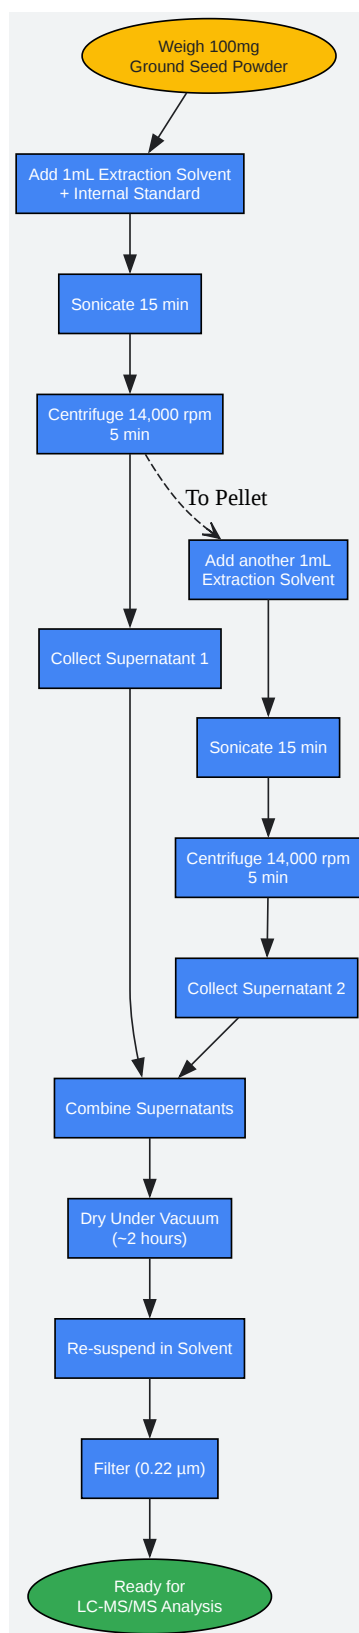 Weigh 100mg
Ground Seed Powder
Add 1mL Extraction Solvent
+ Internal Standard
Sonicate 15 min
Centrifuge 14,000 rpm
5 min
To Pellet
Add another 1mL
Extraction Solvent
Collect Supernatant 1
Sonicate 15 min
Centrifuge 14,000 rpm
5 min
Collect Supernatant 2
Combine Supernatants
Dry Under Vacuum
(~2 hours)
Re-suspend in Solvent
Filter (0.22 µm)
Ready for
LC-MS/MS Analysis